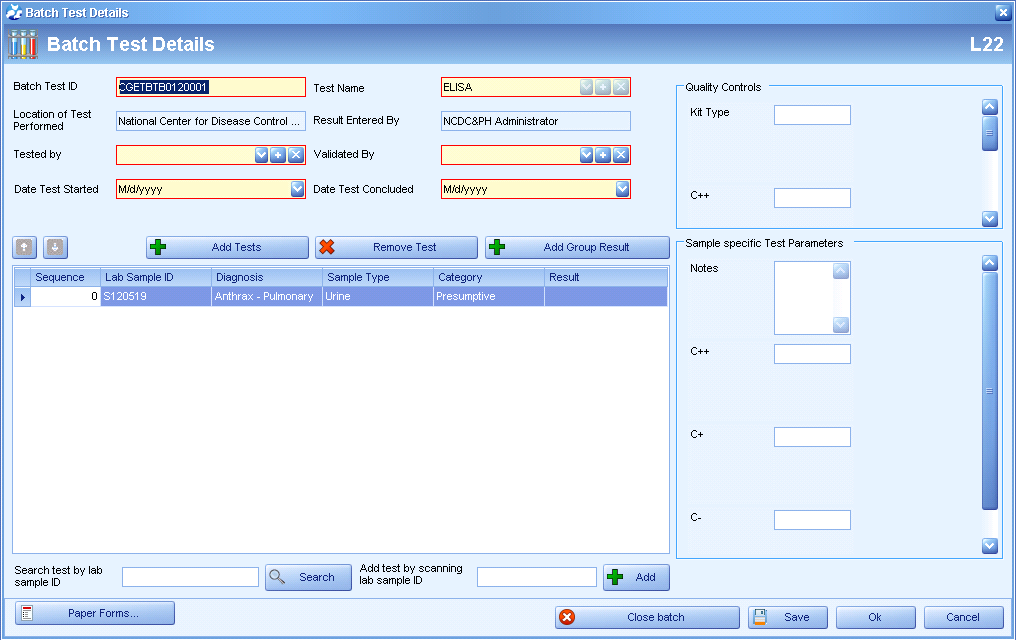 Batch Test Details
Batch Test Details
L22
Batch Test ID
CGETBTB0120001
Test Name
ELISA
Location of Test
Performed
National Center for Disease Control ...
Result Entered By
NCDC&PH Administrator
Tested by
Validated By
Date Test Started
M/d/yyyy
Date Test Concluded
M/d/yyyy
Quality Controls
Kit Type
C++
Add Tests
Remove Test
Add Group Result
Sequence Lab Sample ID Diagnosis Sample Type Category Result
0 S120519 Anthrax - Pulmonary Urine Presumptive
Sample specific Test Parameters
Notes
C++
C+
C-
Search test by lab
sample ID
Search
Add test by scanning
lab sample ID
Add
Paper Forms...
Close batch
Save
Ok
Cancel